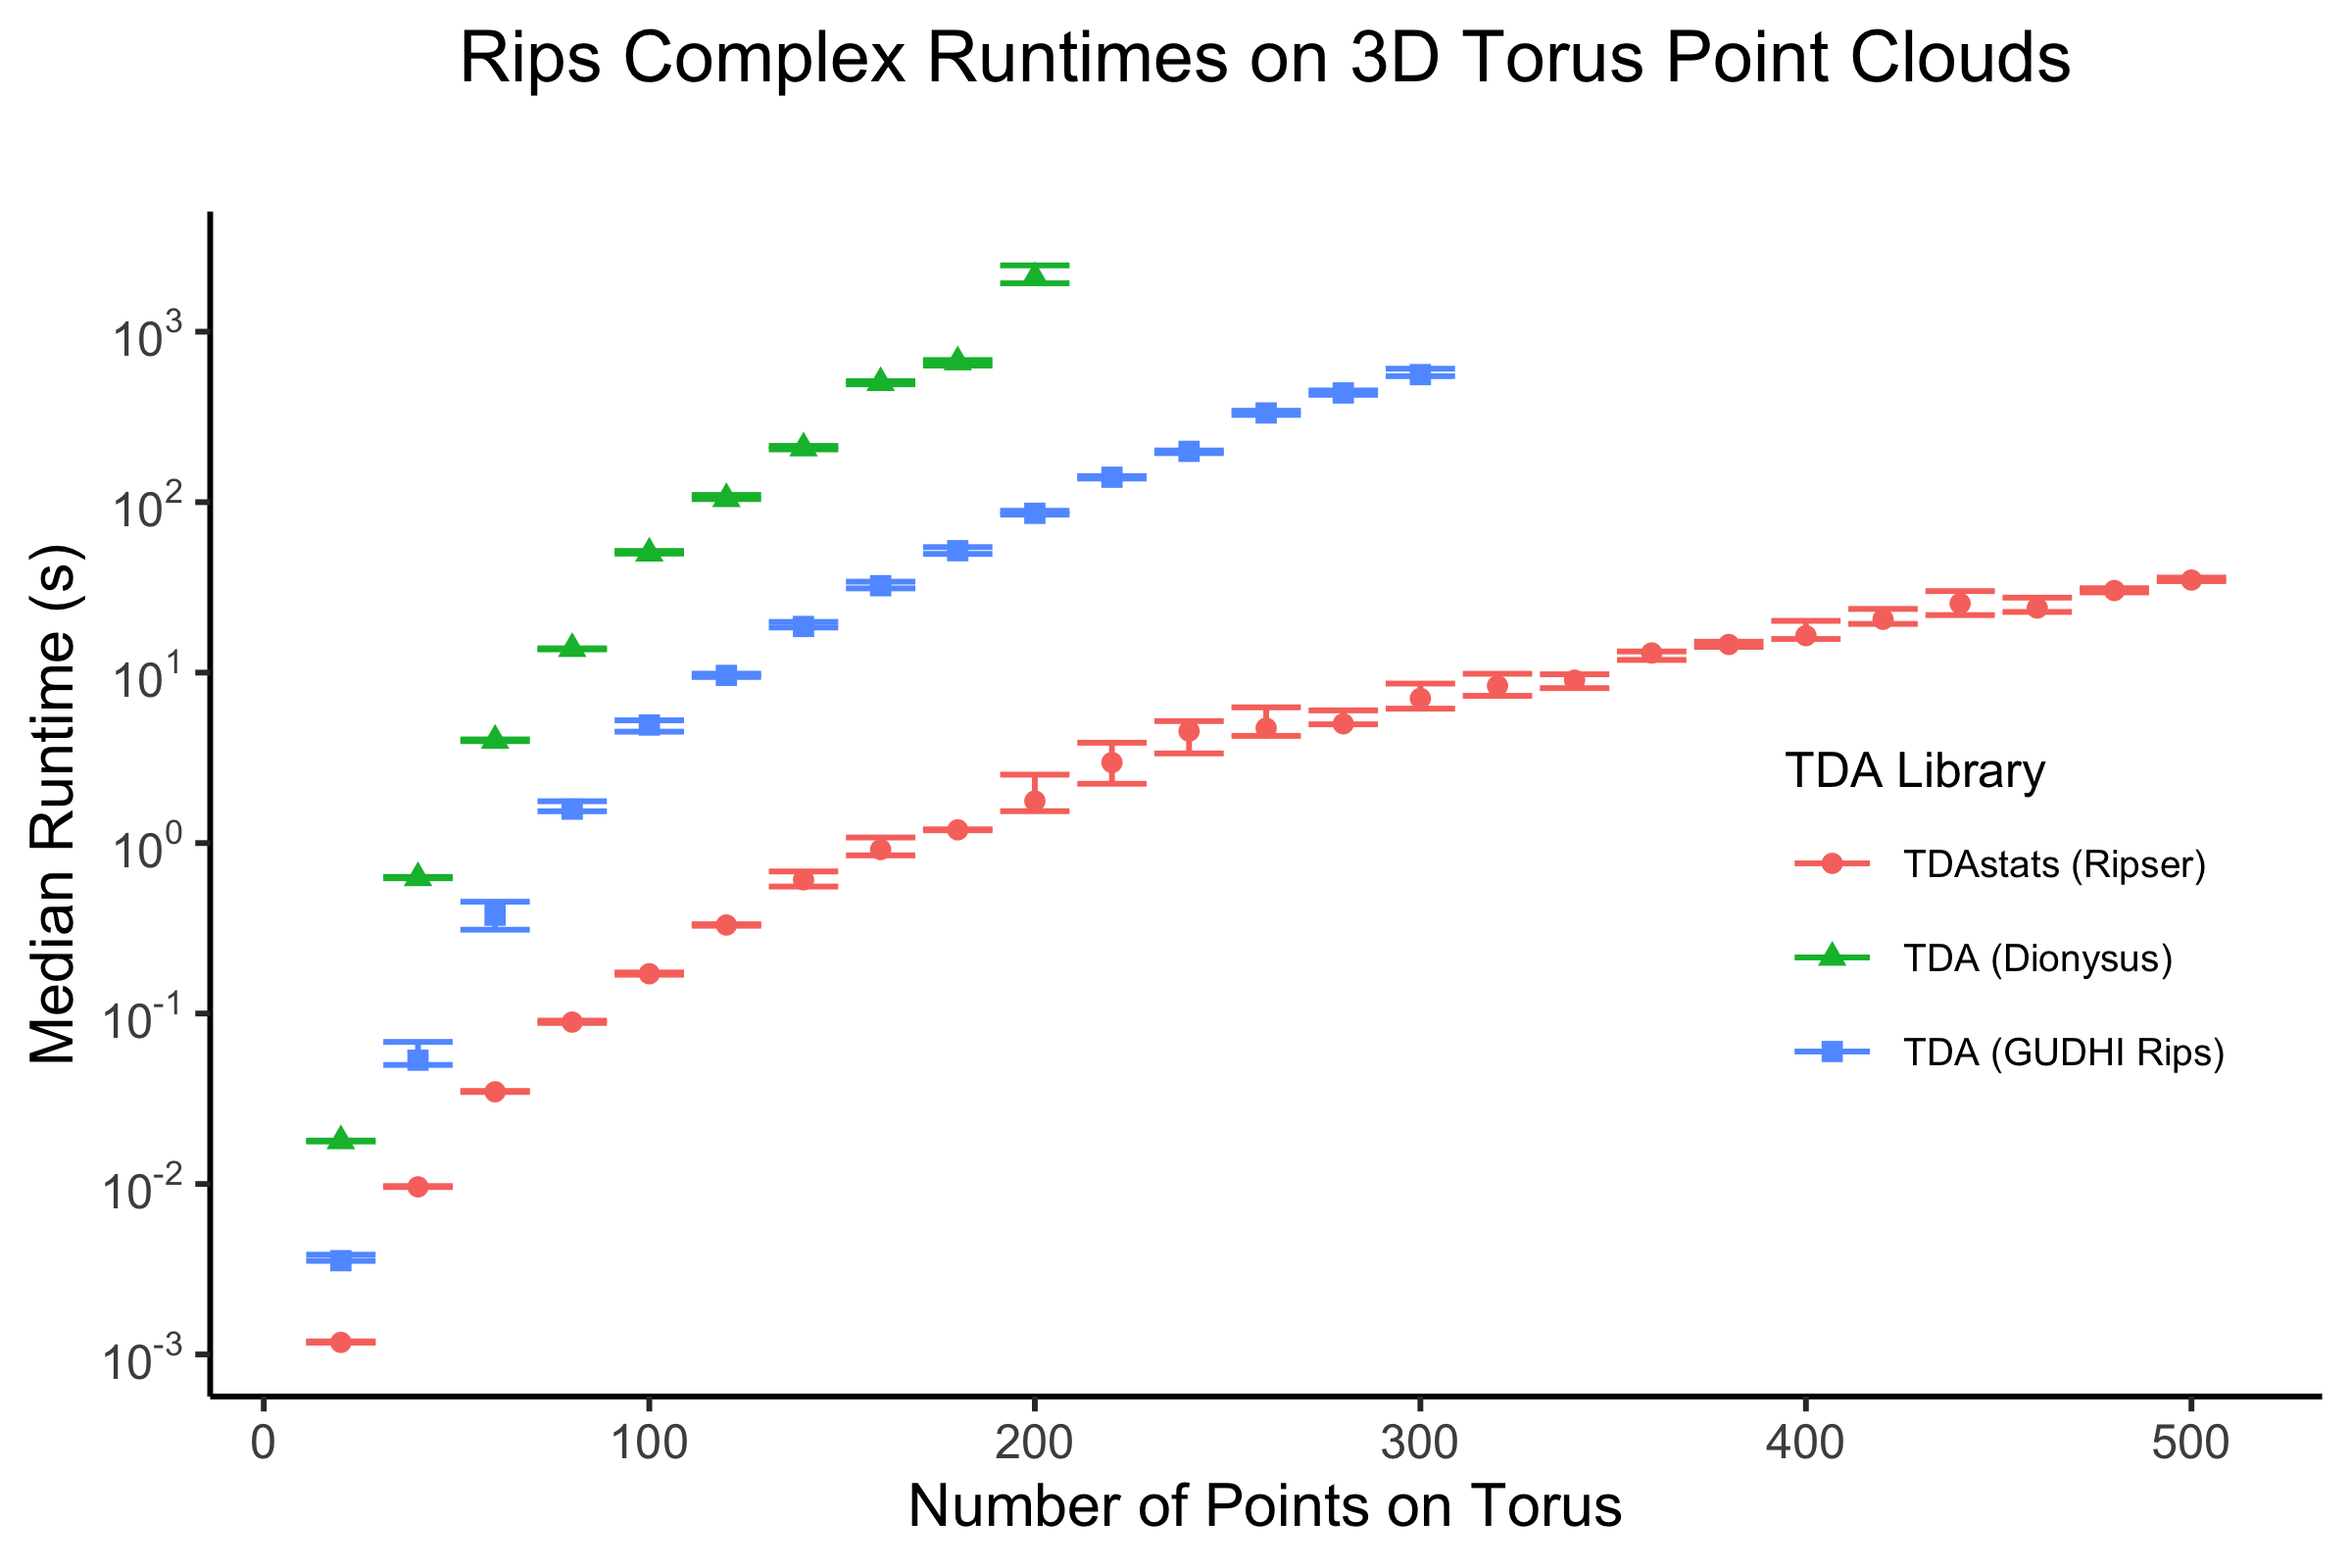 Rips Complex Runtimes on 3D Torus Point Clouds
Median Runtime (s)
10³
10²
10¹
10⁰
10⁻¹
10⁻²
10⁻³
TDA Library
TDAstats (Ripser)
TDA (Dionysus)
TDA (GUDHI Rips)
0 100 200 300 400 500
Number of Points on Torus